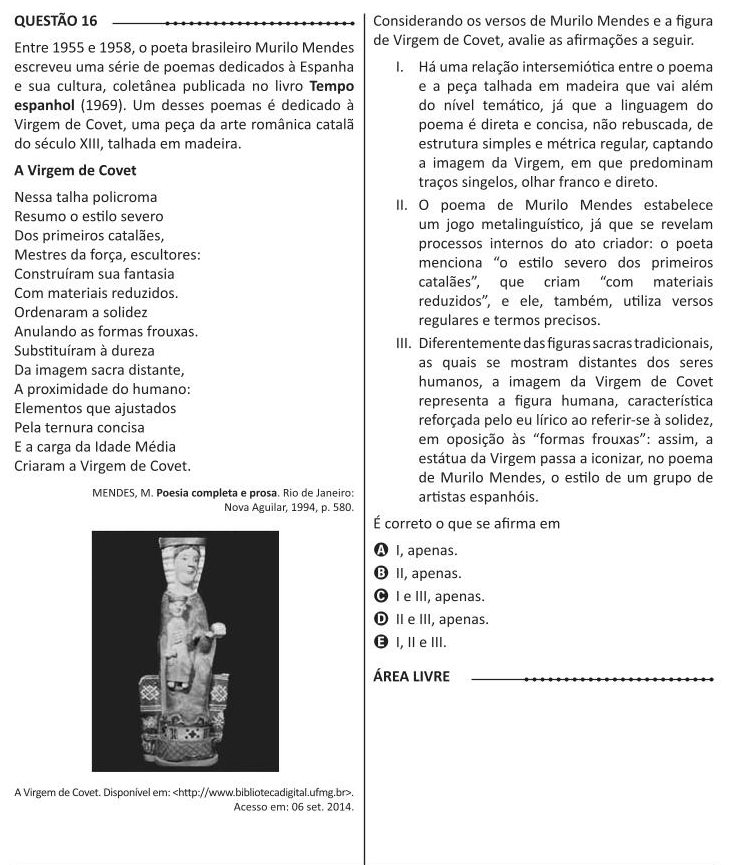 QUESTÃO 16
Entre 1955 e 1958, o poeta brasileiro Murilo Mendes
escreveu uma série de poemas dedicados à Espanha
e sua cultura, coletânea publicada no livro Tempo
espanhol (1969). Um desses poemas é dedicado à
Virgem de Covet, uma peça da arte românica catalã
do século XIII, talhada em madeira.
A Virgem de Covet
Nessa talha policroma
Resumo o estilo severo
Dos primeiros catalães,
Mestres da força, escultores:
Construíram sua fantasia
Com materiais reduzidos.
Ordenaram a solidez
Anulando as formas frouxas.
Substituíram à dureza
Da imagem sacra distante,
A proximidade do humano:
Elementos que ajustados
Pela ternura concisa
E a carga da Idade Média
Criaram a Virgem de Covet.
MENDES, M. Poesia completa e prosa. Rio de Janeiro:
Nova Aguilar, 1994, p. 580.
A Virgem de Covet. Disponível em: <http://www.bibliotecadigital.ufmg.br>.
Acesso em: 06 set. 2014.
Considerando os versos de Murilo Mendes e a figura
de Virgem de Covet, avalie as afirmações a seguir.
I. Há uma relação intersemiótica entre o poema
e a peça talhada em madeira que vai além
do nível temático, já que a linguagem do
poema é direta e concisa, não rebuscada, de
estrutura simples e métrica regular, captando
a imagem da Virgem, em que predominam
traços singelos, olhar franco e direto.
II. O poema de Murilo Mendes estabelece
um jogo metalinguístico, já que se revelam
processos internos do ato criador: o poeta
menciona “o estilo severo dos primeiros
catalães”, que criam “com materiais
reduzidos”, e ele, também, utiliza versos
regulares e termos precisos.
III. Diferentemente das figuras sacras tradicionais,
as quais se mostram distantes dos seres
humanos, a imagem da Virgem de Covet
representa a figura humana, característica
reforçada pelo eu lírico ao referir-se à solidez,
em oposição às “formas frouxas”: assim, a
estátua da Virgem passa a iconizar, no poema
de Murilo Mendes, o estilo de um grupo de
artistas espanhóis.
É correto o que se afirma em
A I, apenas.
B II, apenas.
C I e III, apenas.
D II e III, apenas.
E I, II e III.
ÁREA LIVRE